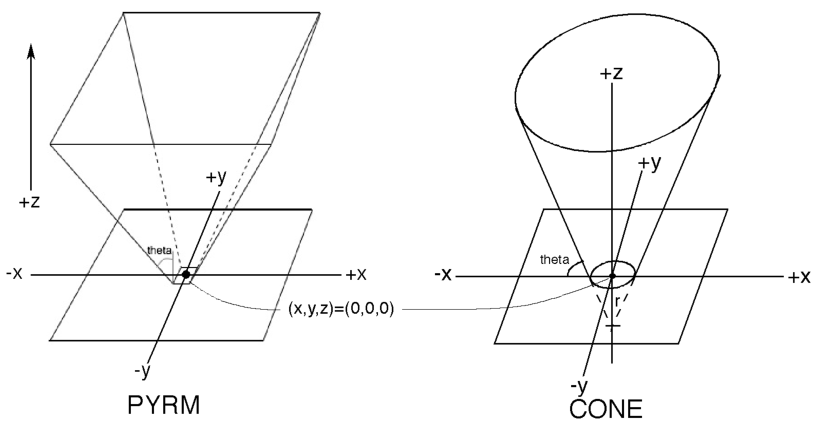 +z
+y
theta
-x
+x
(x,y,z)=(0,0,0)
-y
PYRM
+z
+y
theta
-x
+x
r
-y
CONE